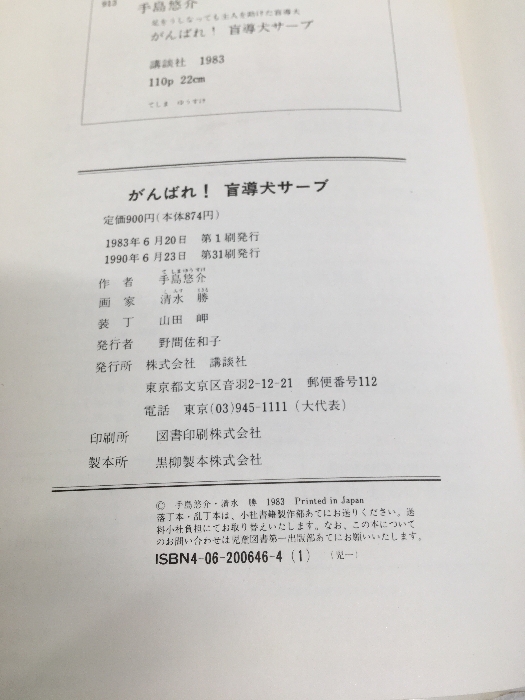 913 手島悠介
足をうしなっても主人を助けた盲導犬
がんばれ! 盲導犬サーブ
講談社 1983
110p 22cm
てしま ゆうすけ
がんばれ! 盲導犬サーブ
定価900円(本体874円)
1983年6月20日 第1刷発行
1990年6月23日 第31刷発行
作者 手島悠介
画家 清水 勝
装丁 山田 岬
発行者 野間佐和子
発行所 株式会社 講談社
東京都文京区音羽2-12-21 郵便番号112
電話 東京(03)945-1111(大代表)
印刷所 図書印刷株式会社
製本所 黒柳製本株式会社
© 手島悠介・清水 勝 1983 Printed in Japan
落丁本・乱丁本は、小社書籍製作部あてにお送りください。送
料小社負担にてお取り替えいたします。なお、この本について
のお問い合わせは児童図書第一出版部あてにお願いいたします。
ISBN4-06-200646-4 (1) (児一)